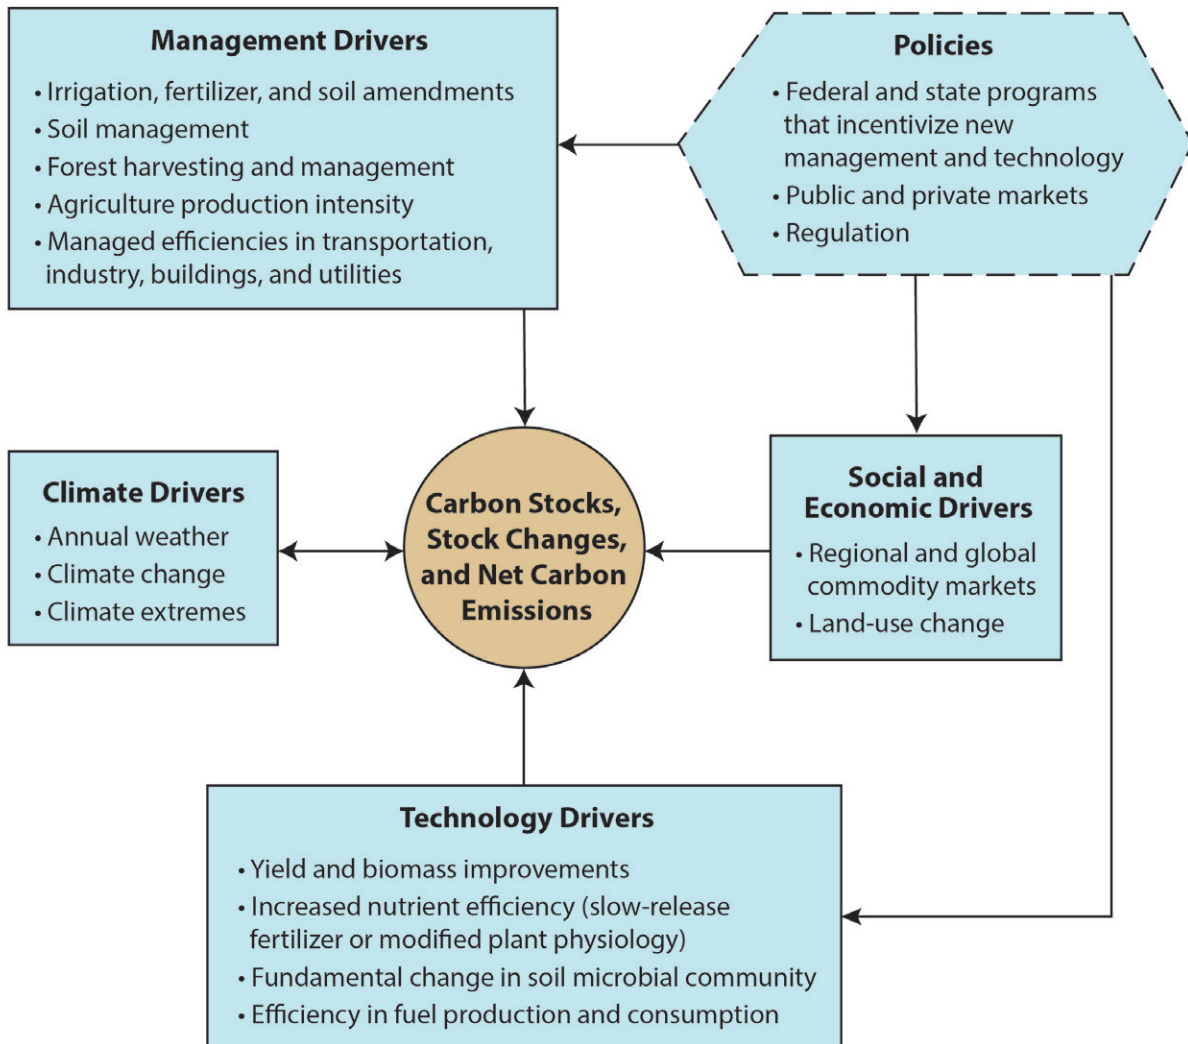 Management Drivers
• Irrigation, fertilizer, and soil amendments
• Soil management
• Forest harvesting and management
• Agriculture production intensity
• Managed efficiencies in transportation,
industry, buildings, and utilities
Policies
• Federal and state programs
that incentivize new
management and technology
• Public and private markets
• Regulation
Climate Drivers
• Annual weather
• Climate change
• Climate extremes
Carbon Stocks,
Stock Changes,
and Net Carbon
Emissions
Social and
Economic Drivers
• Regional and global
commodity markets
• Land-use change
Technology Drivers
• Yield and biomass improvements
• Increased nutrient efficiency (slow-release
fertilizer or modified plant physiology)
• Fundamental change in soil microbial community
• Efficiency in fuel production and consumption